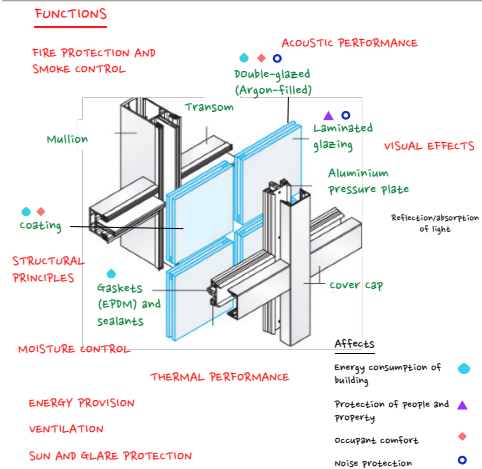 FUNCTIONS
ACOUSTIC PERFORMANCE
FIRE PROTECTION AND
SMOKE CONTROL
Double-glazed
(Argon-filled)
Transom
Mullion
Laminated
glazing
VISUAL EFFECTS
Aluminium
pressure plate
Reflection/absorption
of light
Coating
STRUCTURAL
PRINCIPLES
Gaskets
(EPDM) and
sealants
Cover cap
MOISTURE CONTROL
THERMAL PERFORMANCE
ENERGY PROVISION
VENTILATION
SUN AND GLARE PROTECTION
Affects
Energy consumption of
building
Protection of people and
property
Occupant comfort
Noise protection